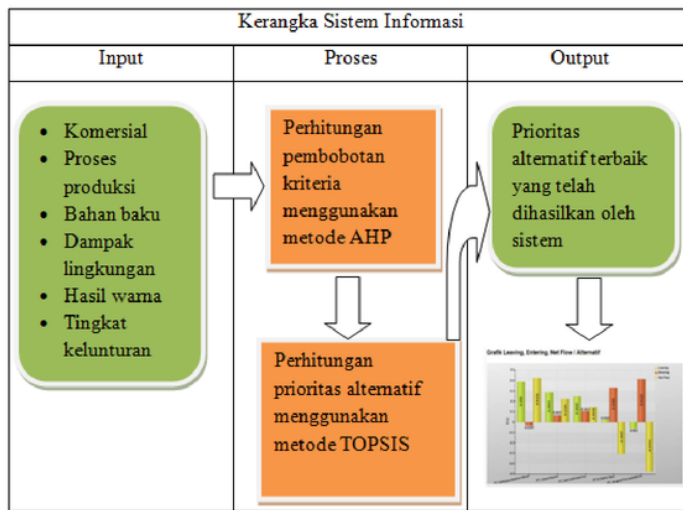 Kerangka Sistem Informasi
Input
Proses
Output
• Komersial
• Proses
produksi
• Bahan baku
• Dampak
lingkungan
• Hasil warna
• Tingkat
kelunturan
Perhitungan
pembobotan
kriteria
menggunakan
metode AHP
Perhitungan
prioritas alternatif
menggunakan
metode TOPSIS
Prioritas
alternatif terbaik
yang telah
dihasilkan oleh
sistem
Grafik Leaving, Entering, Net Flow / Alternatif